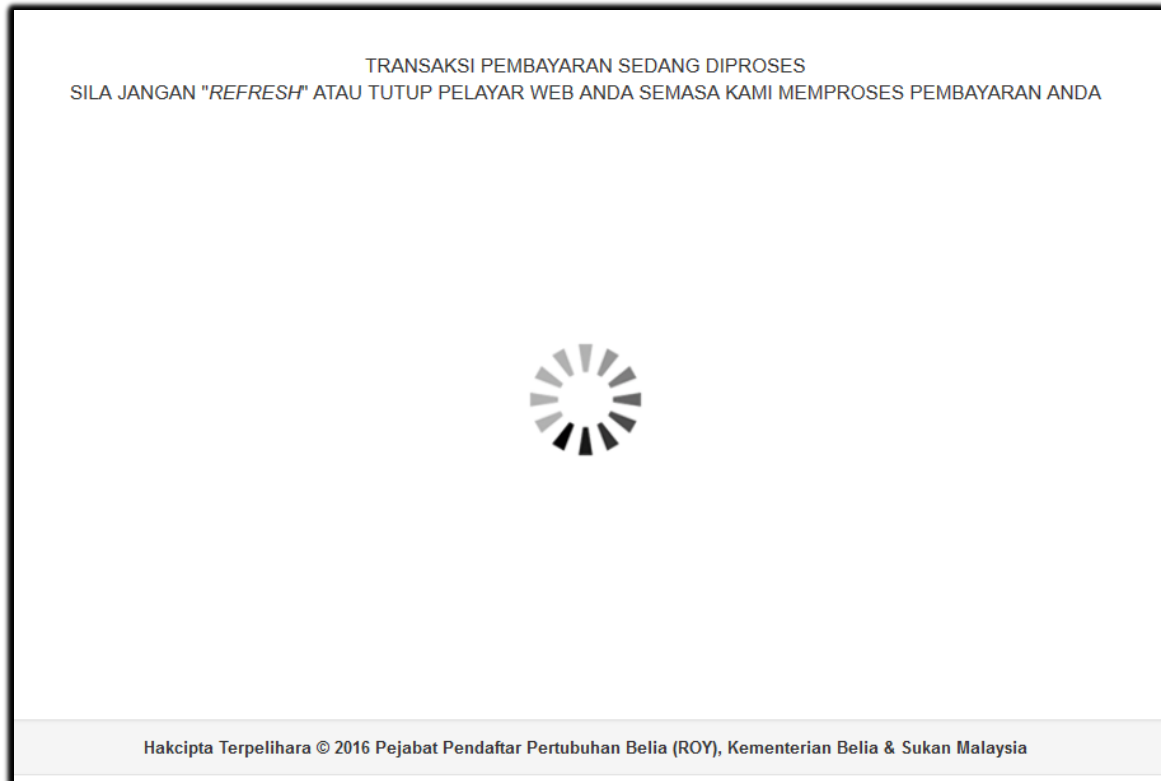 TRANSAKSI PEMBAYARAN SEDANG DIPROSES
SILA JANGAN "REFRESH" ATAU TUTUP PELAYAR WEB ANDA SEMASA KAMI MEMPROSES PEMBAYARAN ANDA
Hakcipta Terpelihara © 2016 Pejabat Pendaftar Pertubuhan Belia (ROY), Kementerian Belia & Sukan Malaysia